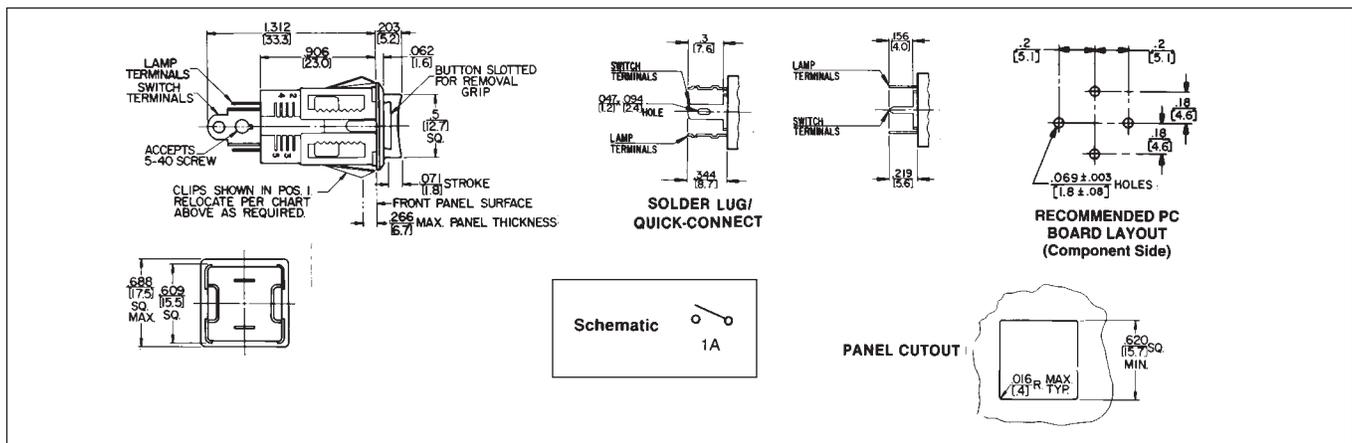 1.312
[33.3]
.203
[5.2]
.906
[23.0]
.062
[1.6]
LAMP
TERMINALS
SWITCH
TERMINALS
BUTTON SLOTTED
FOR REMOVAL
GRIP
.5
[12.7]
SQ.
ACCEPTS
5-40 SCREW
CLIPS SHOWN IN POS. 1.
RELOCATE PER CHART
ABOVE AS REQUIRED.
.071
[1.8]
STROKE
FRONT PANEL SURFACE
.266
[6.7]
MAX. PANEL THICKNESS
.3
[7.6]
SWITCH
TERMINALS
.047 x .094
[1.2] [2.4]
HOLE
LAMP
TERMINALS
.344
[8.7]
SOLDER LUG/
QUICK-CONNECT
.156
[4.0]
LAMP
TERMINALS
SWITCH
TERMINALS
.219
[5.6]
.2
[5.1]
.2
[5.1]
.18
[4.6]
.18
[4.6]
.069 ±.003
[1.8 ±.08]
HOLES
RECOMMENDED PC
BOARD LAYOUT
(Component Side)
.688
[17.5]
SQ.
MAX.
.609
[15.5]
SQ.
Schematic
1A
PANEL CUTOUT
.620
[15.7]
SQ.
MIN.
.016
[.4]
R. MAX.
TYP.